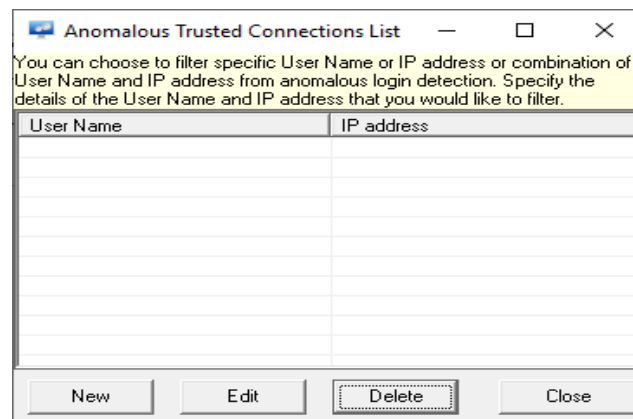 Anomalous Trusted Connections List
You can choose to filter specific User Name or IP address or combination of
User Name and IP address from anomalous login detection. Specify the
details of the User Name and IP address that you would like to filter.
User Name IP address
New Edit Delete Close